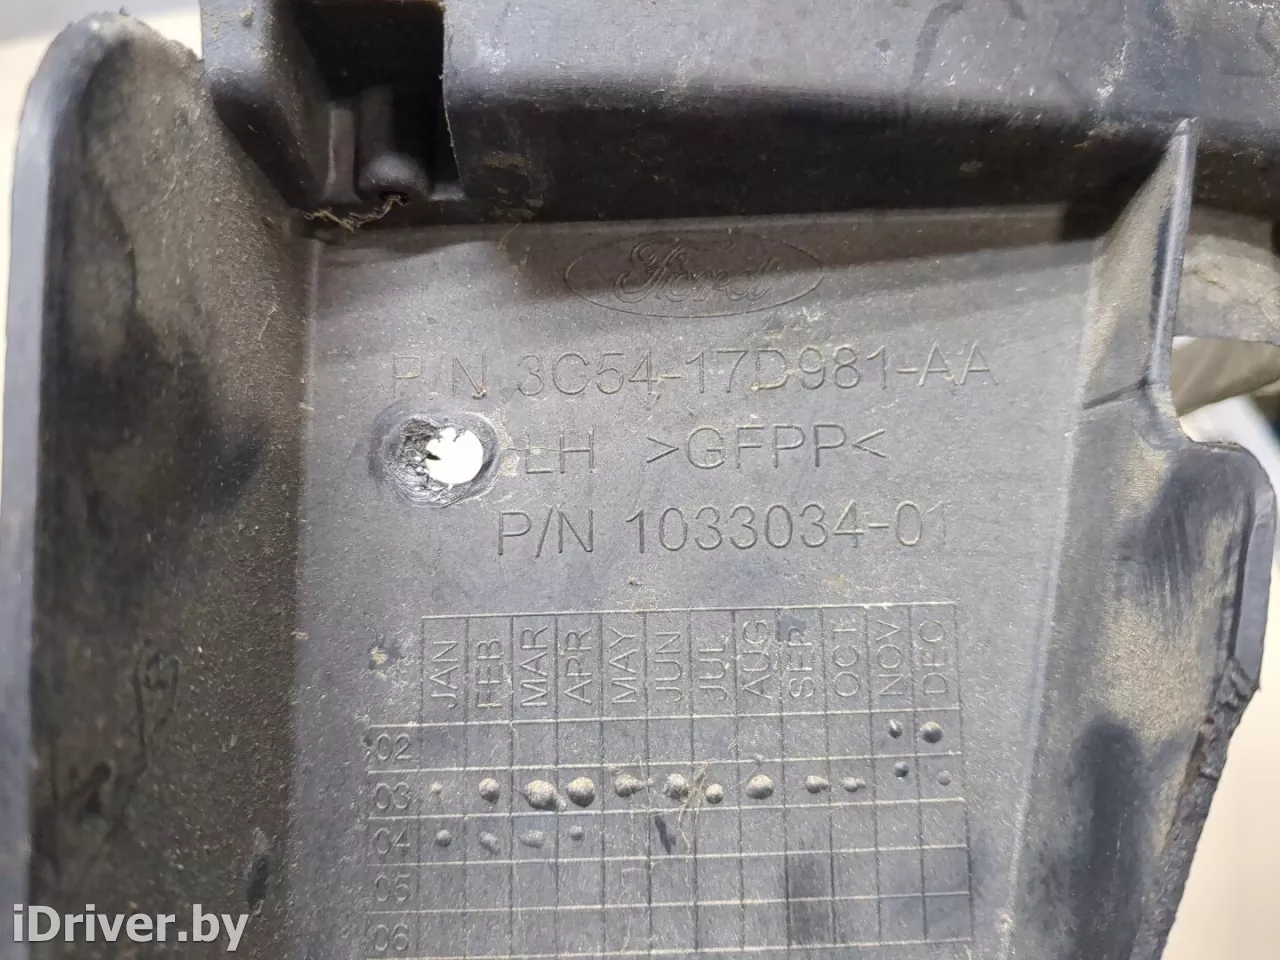 Ford
P/N 3C54-17D981-AA
LH >GFPP<
P/N 1033034-01
JAN FEB MAR APR MAY JUN JUL AUG SEP OCT NOV DEC
02
03
04
05
06
iDriver.by